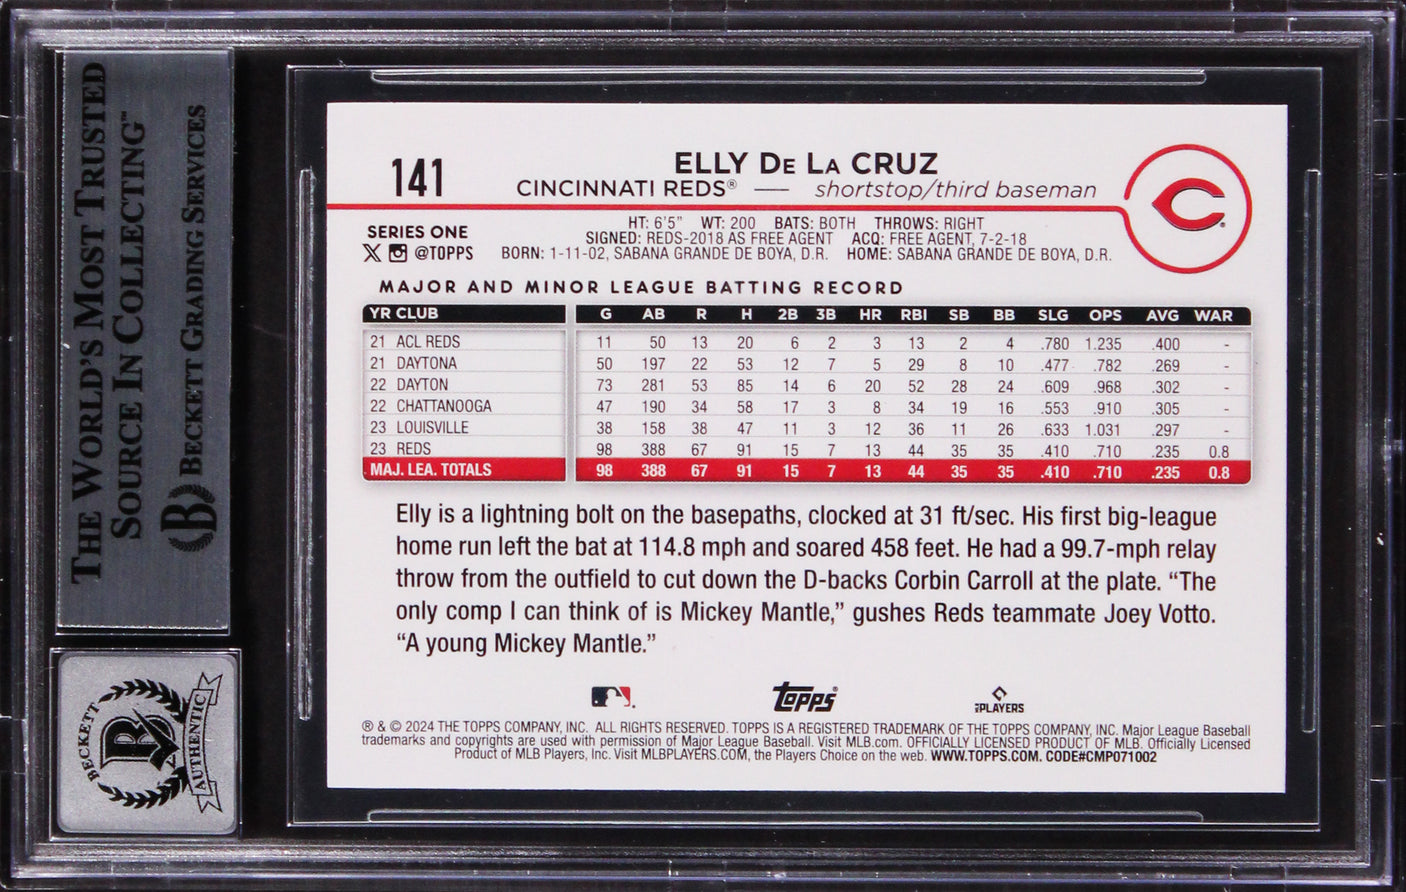 THE WORLD'S MOST TRUSTED
SOURCE IN COLLECTING™
BECKETT GRADING SERVICES
B
BECKETT
B
AUTHENTIC
141
ELLY DE LA CRUZ
CINCINNATI REDS® — shortstop/third baseman
C
SERIES ONE
X @TOPPS
HT: 6'5" WT: 200 BATS: BOTH THROWS: RIGHT
SIGNED: REDS-2018 AS FREE AGENT ACQ: FREE AGENT, 7-2-18
BORN: 1-11-02, SABANA GRANDE DE BOYA, D.R. HOME: SABANA GRANDE DE BOYA, D.R.
MAJOR AND MINOR LEAGUE BATTING RECORD
YR CLUB G AB R H 2B 3B HR RBI SB BB SLG OPS AVG WAR
21 ACL REDS 11 50 13 20 6 2 3 13 2 4 .780 1.235 .400 -
21 DAYTONA 50 197 22 53 12 7 5 29 8 10 .477 .782 .269 -
22 DAYTON 73 281 53 85 14 6 20 52 28 24 .609 .968 .302 -
22 CHATTANOOGA 47 190 34 58 17 3 8 34 19 16 .553 .910 .305 -
23 LOUISVILLE 38 158 38 47 11 3 12 36 11 26 .633 1.031 .297 -
23 REDS 98 388 67 91 15 7 13 44 35 35 .410 .710 .235 0.8
MAJ. LEA. TOTALS 98 388 67 91 15 7 13 44 35 35 .410 .710 .235 0.8
Elly is a lightning bolt on the basepaths, clocked at 31 ft/sec. His first big-league
home run left the bat at 114.8 mph and soared 458 feet. He had a 99.7-mph relay
throw from the outfield to cut down the D-backs Corbin Carroll at the plate. “The
only comp I can think of is Mickey Mantle,” gushes Reds teammate Joey Votto.
“A young Mickey Mantle.”
Topps®
PLAYERS
® & © 2024 THE TOPPS COMPANY, INC. ALL RIGHTS RESERVED. TOPPS IS A REGISTERED TRADEMARK OF THE TOPPS COMPANY, INC. Major League Baseball
trademarks and copyrights are used with permission of Major League Baseball. Visit MLB.com. OFFICIALLY LICENSED PRODUCT OF MLB. Officially Licensed
Product of MLB Players, Inc. Visit MLBPLAYERS.COM, the Players Choice on the web. WWW.TOPPS.COM. CODE#CMP071002